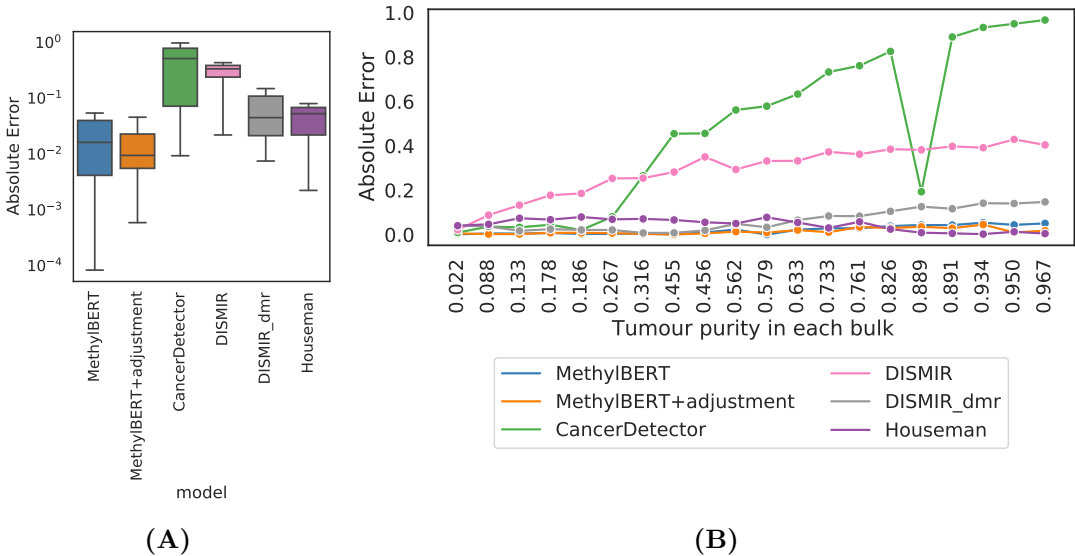 Absolute Error
10^0
10^-1
10^-2
10^-3
10^-4
MethylBERT
MethylBERT+adjustment
CancerDetector
DISMIR
DISMIR_dmr
Houseman
model
(A)
Absolute Error
1.0
0.8
0.6
0.4
0.2
0.0
0.022
0.088
0.133
0.178
0.186
0.267
0.316
0.455
0.456
0.562
0.579
0.633
0.733
0.761
0.826
0.889
0.891
0.934
0.950
0.967
Tumour purity in each bulk
MethylBERT
MethylBERT+adjustment
CancerDetector
DISMIR
DISMIR_dmr
Houseman
(B)